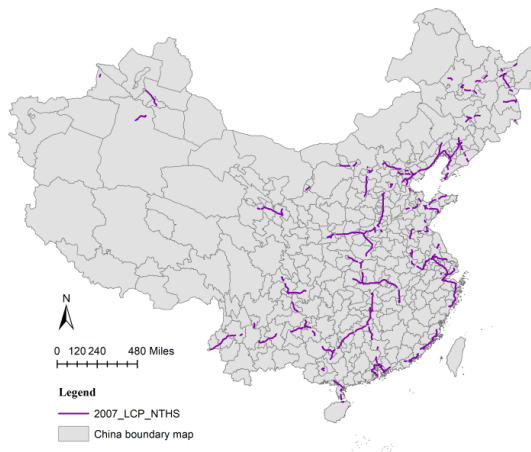 N
0 120 240 480 Miles
Legend
2007_LCP_NTHS
China boundary map